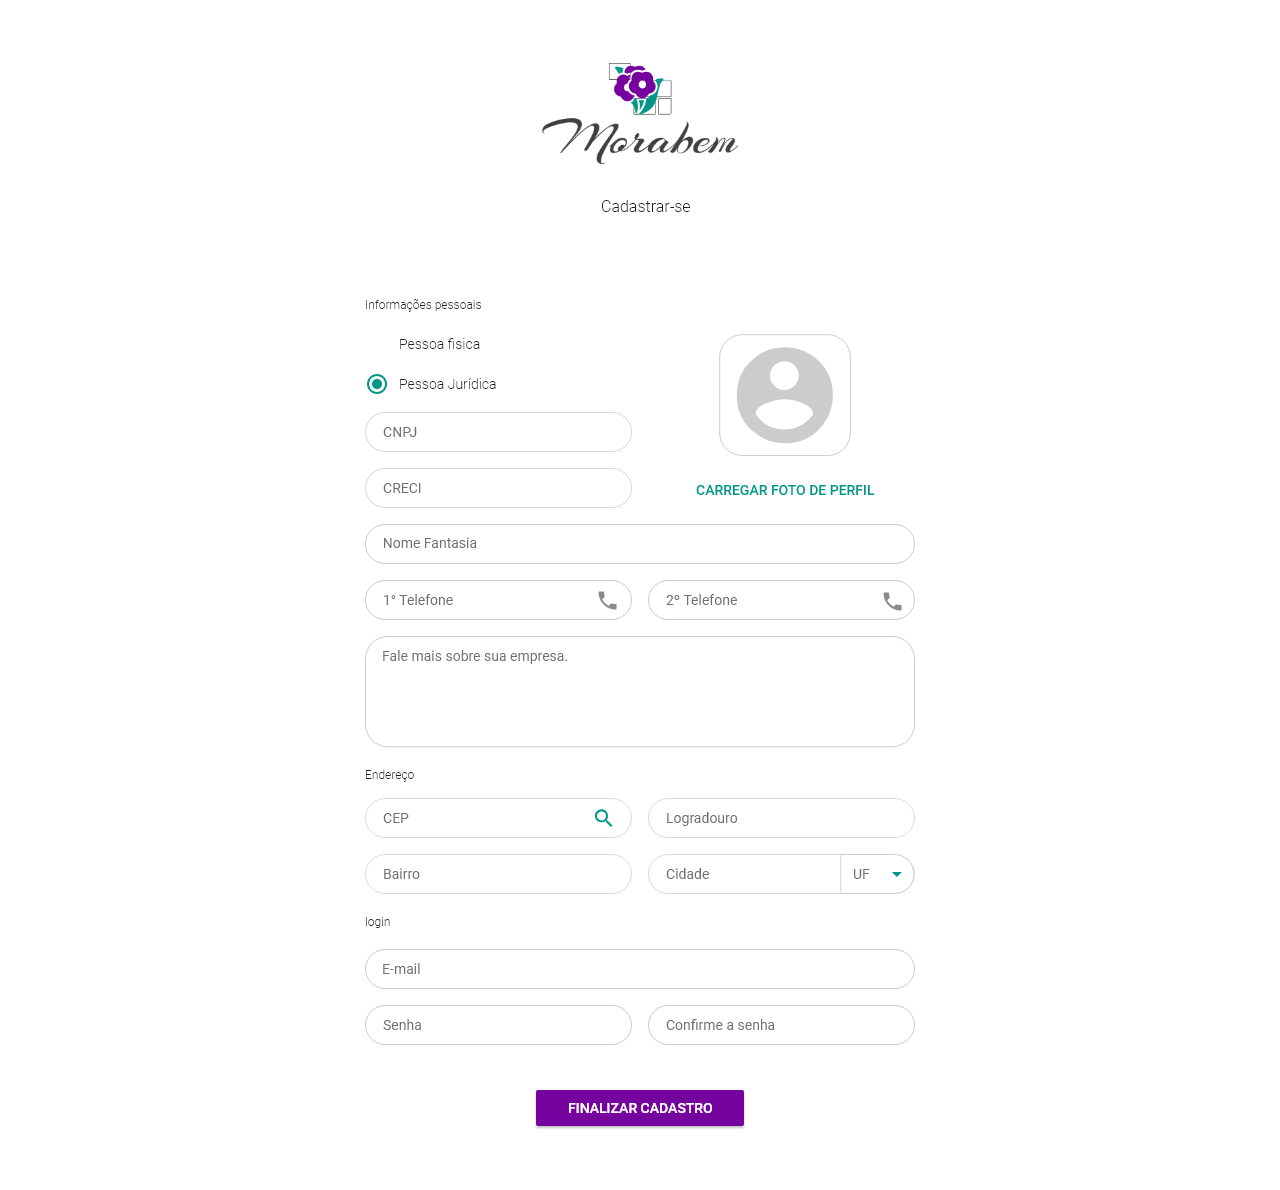 Morabem
Cadastrar-se
Informações pessoais
Pessoa fisica
Pessoa Jurídica
CNPJ
CRECI
CARREGAR FOTO DE PERFIL
Nome Fantasia
1° Telefone
2º Telefone
Fale mais sobre sua empresa.
Endereço
CEP
Logradouro
Bairro
Cidade
UF
login
E-mail
Senha
Confirme a senha
FINALIZAR CADASTRO